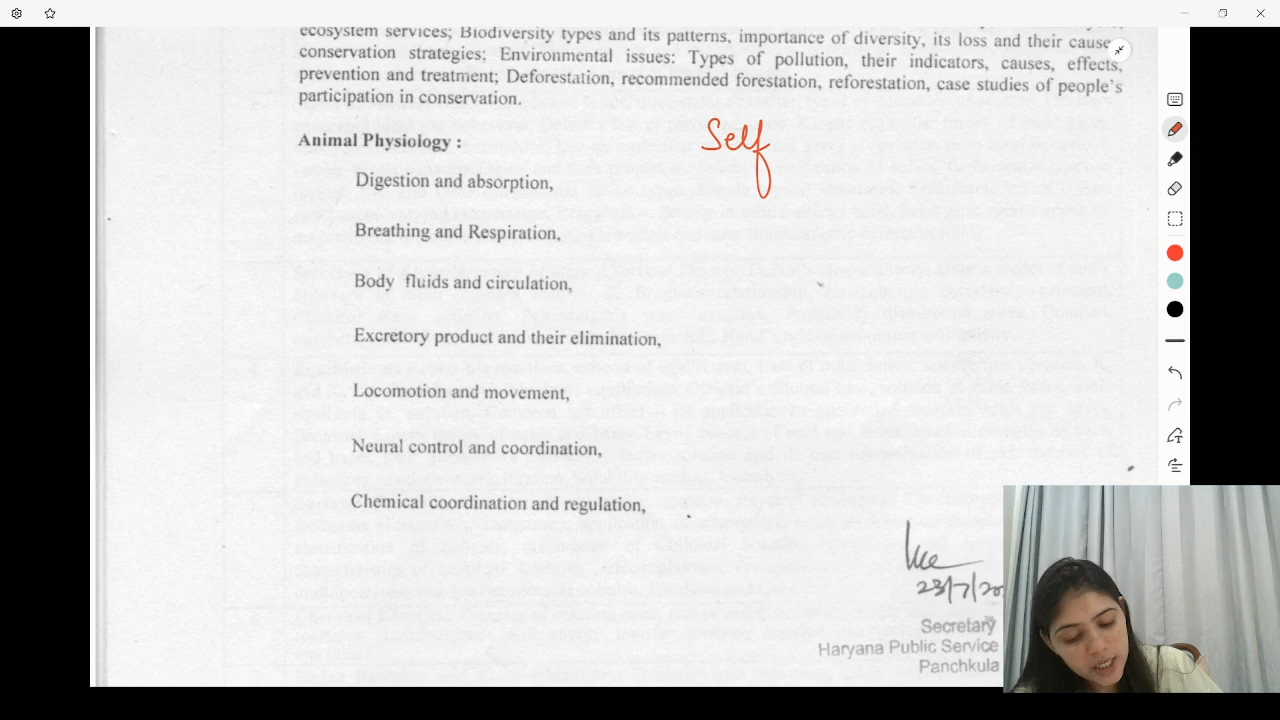 ecosystem services; Biodiversity types and its patterns, importance of diversity, its loss and their cause
conservation strategies; Environmental issues: Types of pollution, their indicators, causes, effects,
prevention and treatment; Deforestation, recommended forestation, reforestation, case studies of people's
participation in conservation.
Animal Physiology :
Self
Digestion and absorption,
Breathing and Respiration,
Body fluids and circulation,
Excretory product and their elimination,
Locomotion and movement,
Neural control and coordination,
Chemical coordination and regulation,
23/7/20
Secretary
Haryana Public Service
Panchkula